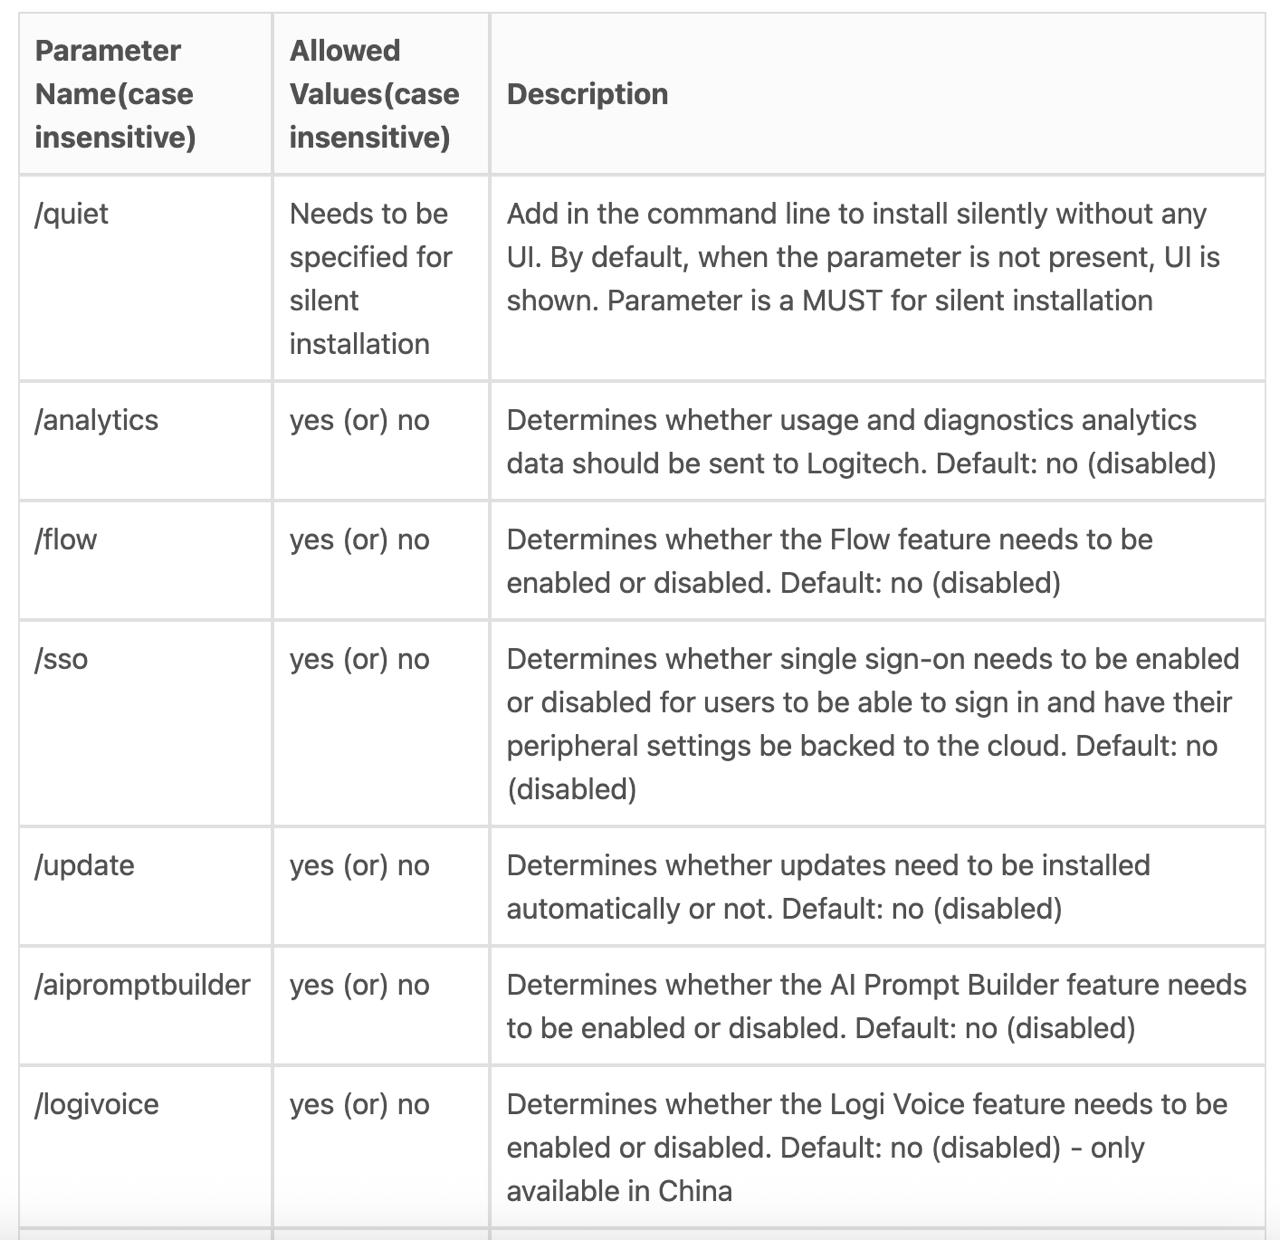 Parameter
Name(case
insensitive)
Allowed
Values(case
insensitive)
Description
/quiet
Needs to be
specified for
silent
installation
Add in the command line to install silently without any
UI. By default, when the parameter is not present, UI is
shown. Parameter is a MUST for silent installation
/analytics
yes (or) no
Determines whether usage and diagnostics analytics
data should be sent to Logitech. Default: no (disabled)
/flow
yes (or) no
Determines whether the Flow feature needs to be
enabled or disabled. Default: no (disabled)
/sso
yes (or) no
Determines whether single sign-on needs to be enabled
or disabled for users to be able to sign in and have their
peripheral settings be backed to the cloud. Default: no
(disabled)
/update
yes (or) no
Determines whether updates need to be installed
automatically or not. Default: no (disabled)
/aipromptbuilder
yes (or) no
Determines whether the AI Prompt Builder feature needs
to be enabled or disabled. Default: no (disabled)
/logivoice
yes (or) no
Determines whether the Logi Voice feature needs to be
enabled or disabled. Default: no (disabled) - only
available in China